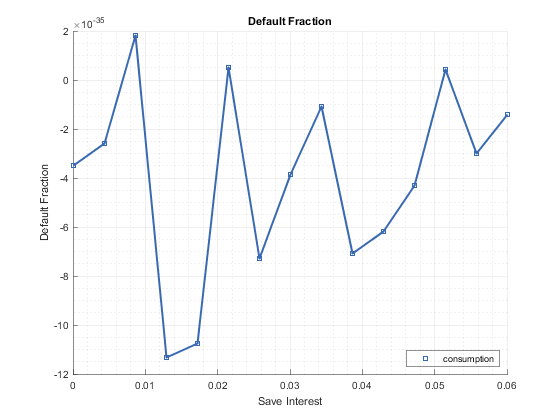 Default Fraction
×10^-35
2
0
-2
-4
-6
-8
-10
-12
Default Fraction
0 0.01 0.02 0.03 0.04 0.05 0.06
Save Interest
consumption